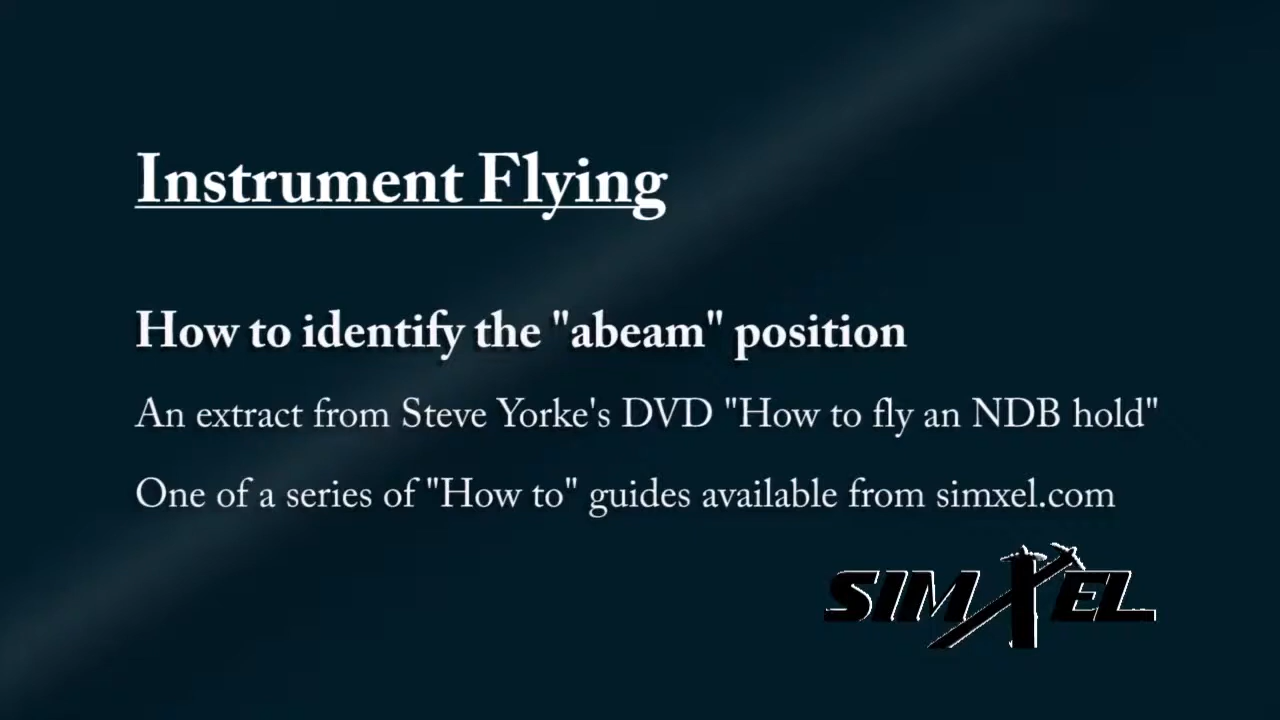 Instrument Flying
How to identify the "abeam" position
An extract from Steve Yorke's DVD "How to fly an NDB hold"
One of a series of "How to" guides available from simxel.com
SIMXEL